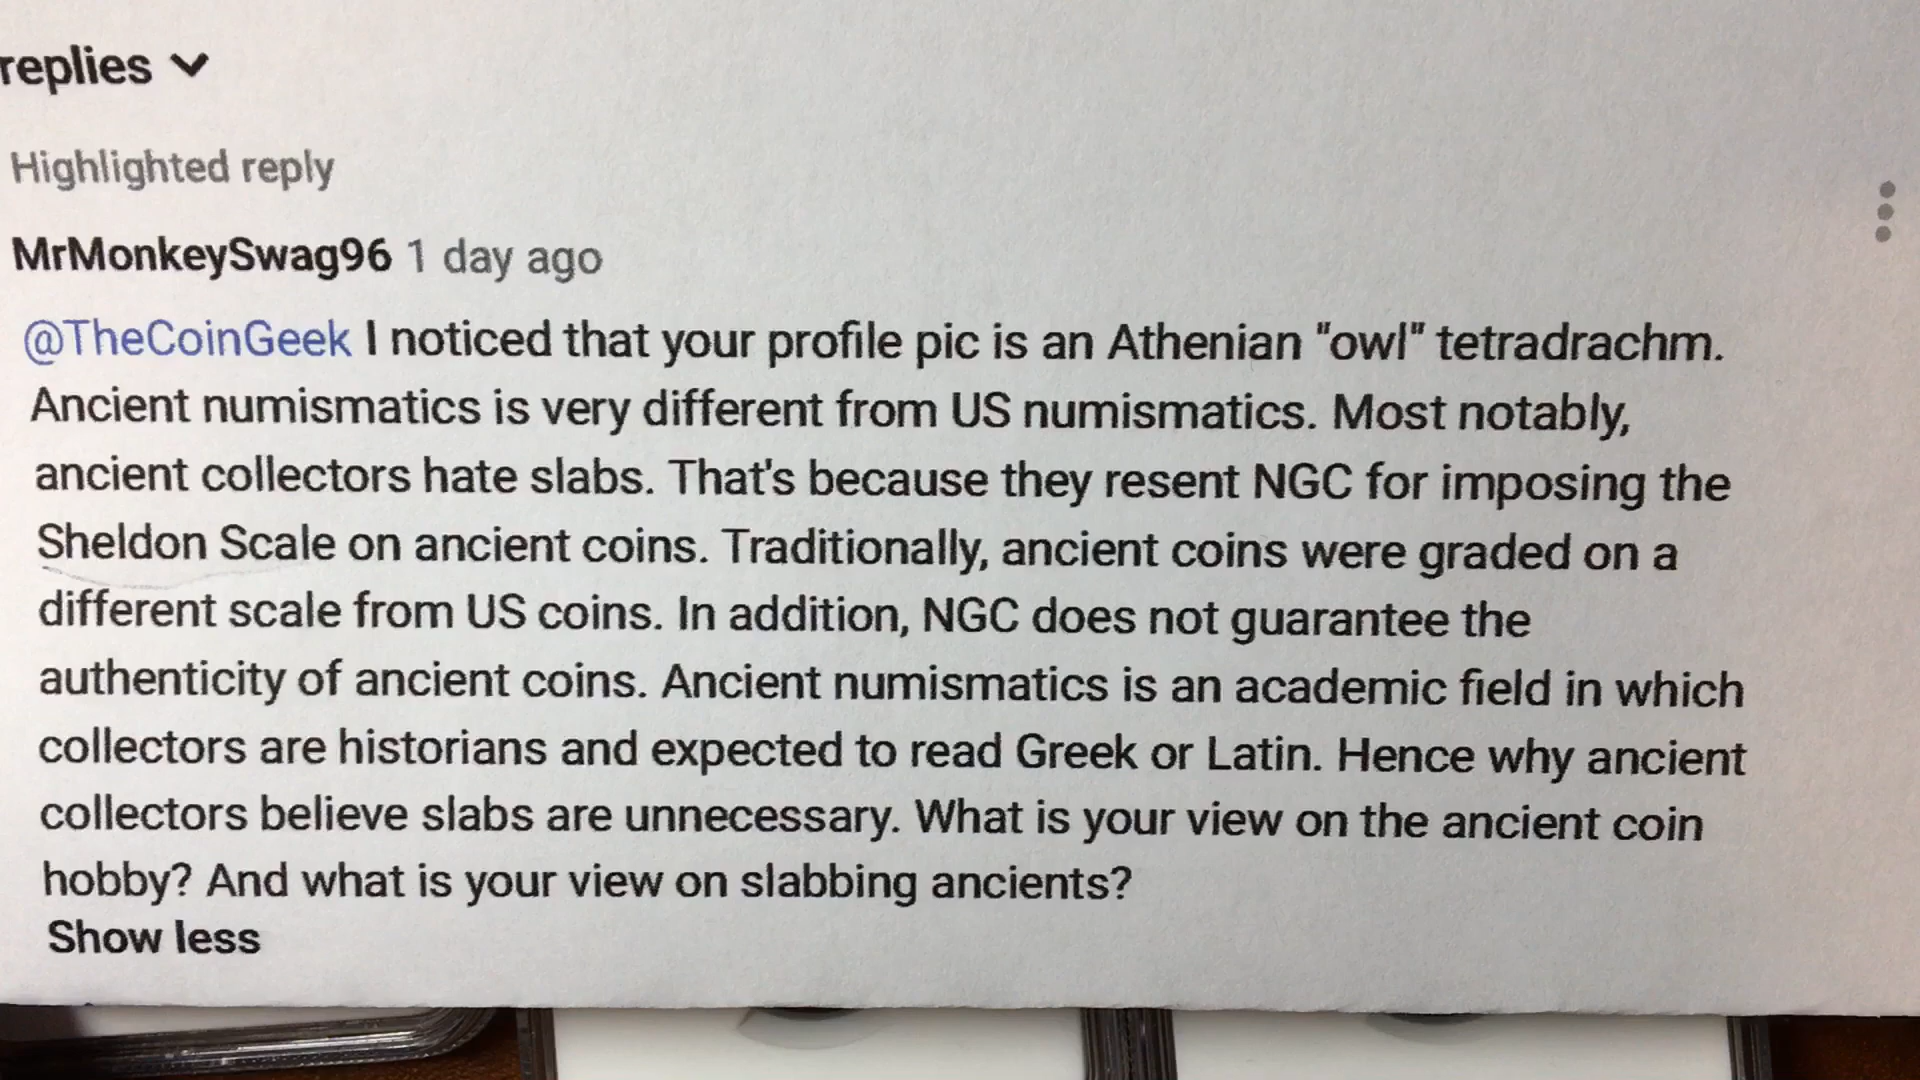 replies
Highlighted reply
MrMonkeySwag96 1 day ago
@TheCoinGeek I noticed that your profile pic is an Athenian "owl" tetradrachm.
Ancient numismatics is very different from US numismatics. Most notably,
ancient collectors hate slabs. That's because they resent NGC for imposing the
Sheldon Scale on ancient coins. Traditionally, ancient coins were graded on a
different scale from US coins. In addition, NGC does not guarantee the
authenticity of ancient coins. Ancient numismatics is an academic field in which
collectors are historians and expected to read Greek or Latin. Hence why ancient
collectors believe slabs are unnecessary. What is your view on the ancient coin
hobby? And what is your view on slabbing ancients?
Show less